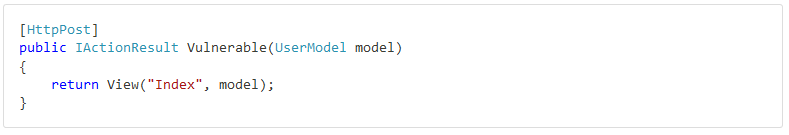 [HttpPost]
public IActionResult Vulnerable(UserModel model)
{
    return View("Index", model);
}